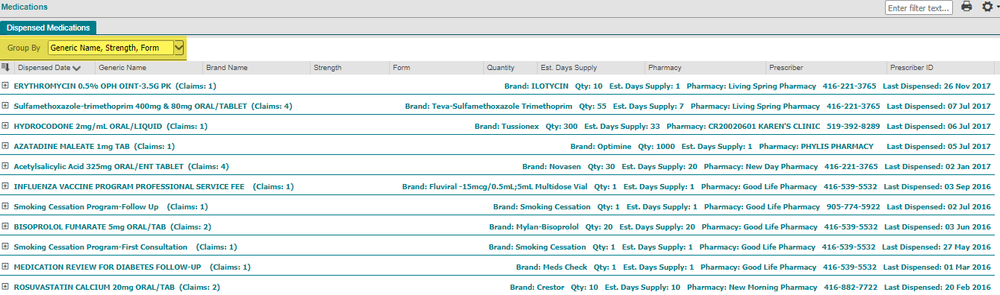 Medications Enter filter text...
Dispensed Medications
Group By Generic Name, Strength, Form
Dispensed Date Generic Name Brand Name Strength Form Quantity Est. Days Supply Pharmacy Prescriber Prescriber ID
ERYTHROMYCIN 0.5% OPH OINT-3.5G PK (Claims: 1) Brand: ILOTYCIN Qty: 10 Est. Days Supply: 1 Pharmacy: Living Spring Pharmacy 416-221-3765 Last Dispensed: 26 Nov 2017
Sulfamethoxazole-trimethoprim 400mg & 80mg ORAL/TABLET (Claims: 4) Brand: Teva-Sulfamethoxazole Trimethoprim Qty: 55 Est. Days Supply: 7 Pharmacy: Living Spring Pharmacy 416-221-3765 Last Dispensed: 07 Jul 2017
HYDROCODONE 2mg/mL ORAL/LIQUID (Claims: 1) Brand: Tussionex Qty: 300 Est. Days Supply: 33 Pharmacy: CR20020601 KAREN'S CLINIC 519-392-8289 Last Dispensed: 06 Jul 2017
AZATADINE MALEATE 1mg TAB (Claims: 1) Brand: Optimine Qty: 1000 Est. Days Supply: 1 Pharmacy: PHYLIS PHARMACY Last Dispensed: 05 Jul 2017
Acetylsalicylic Acid 325mg ORAL/ENT TABLET (Claims: 4) Brand: Novasen Qty: 30 Est. Days Supply: 20 Pharmacy: New Day Pharmacy 416-221-3765 Last Dispensed: 02 Jan 2017
INFLUENZA VACCINE PROGRAM PROFESSIONAL SERVICE FEE (Claims: 1) Brand: Fluviral -15mcg/0.5mL;5mL Multidose Vial Qty: 1 Est. Days Supply: 1 Pharmacy: Good Life Pharmacy 416-539-5532 Last Dispensed: 03 Sep 2016
Smoking Cessation Program-Follow Up (Claims: 1) Brand: Smoking Cessation Qty: 1 Est. Days Supply: 1 Pharmacy: Good Life Pharmacy 905-774-5922 Last Dispensed: 02 Jul 2016
BISOPROLOL FUMARATE 5mg ORAL/TAB (Claims: 2) Brand: Mylan-Bisoprolol Qty: 20 Est. Days Supply: 20 Pharmacy: Good Life Pharmacy 416-539-5532 Last Dispensed: 03 Jun 2016
Smoking Cessation Program-First Consultation (Claims: 1) Brand: Smoking Cessation Qty: 1 Est. Days Supply: 1 Pharmacy: Good Life Pharmacy 416-539-5532 Last Dispensed: 27 May 2016
MEDICATION REVIEW FOR DIABETES FOLLOW-UP (Claims: 1) Brand: Meds Check Qty: 1 Est. Days Supply: 1 Pharmacy: Good Life Pharmacy 416-539-5532 Last Dispensed: 01 Mar 2016
ROSUVASTATIN CALCIUM 20mg ORAL/TAB (Claims: 2) Brand: Crestor Qty: 10 Est. Days Supply: 10 Pharmacy: New Morning Pharmacy 416-882-7722 Last Dispensed: 20 Feb 2016